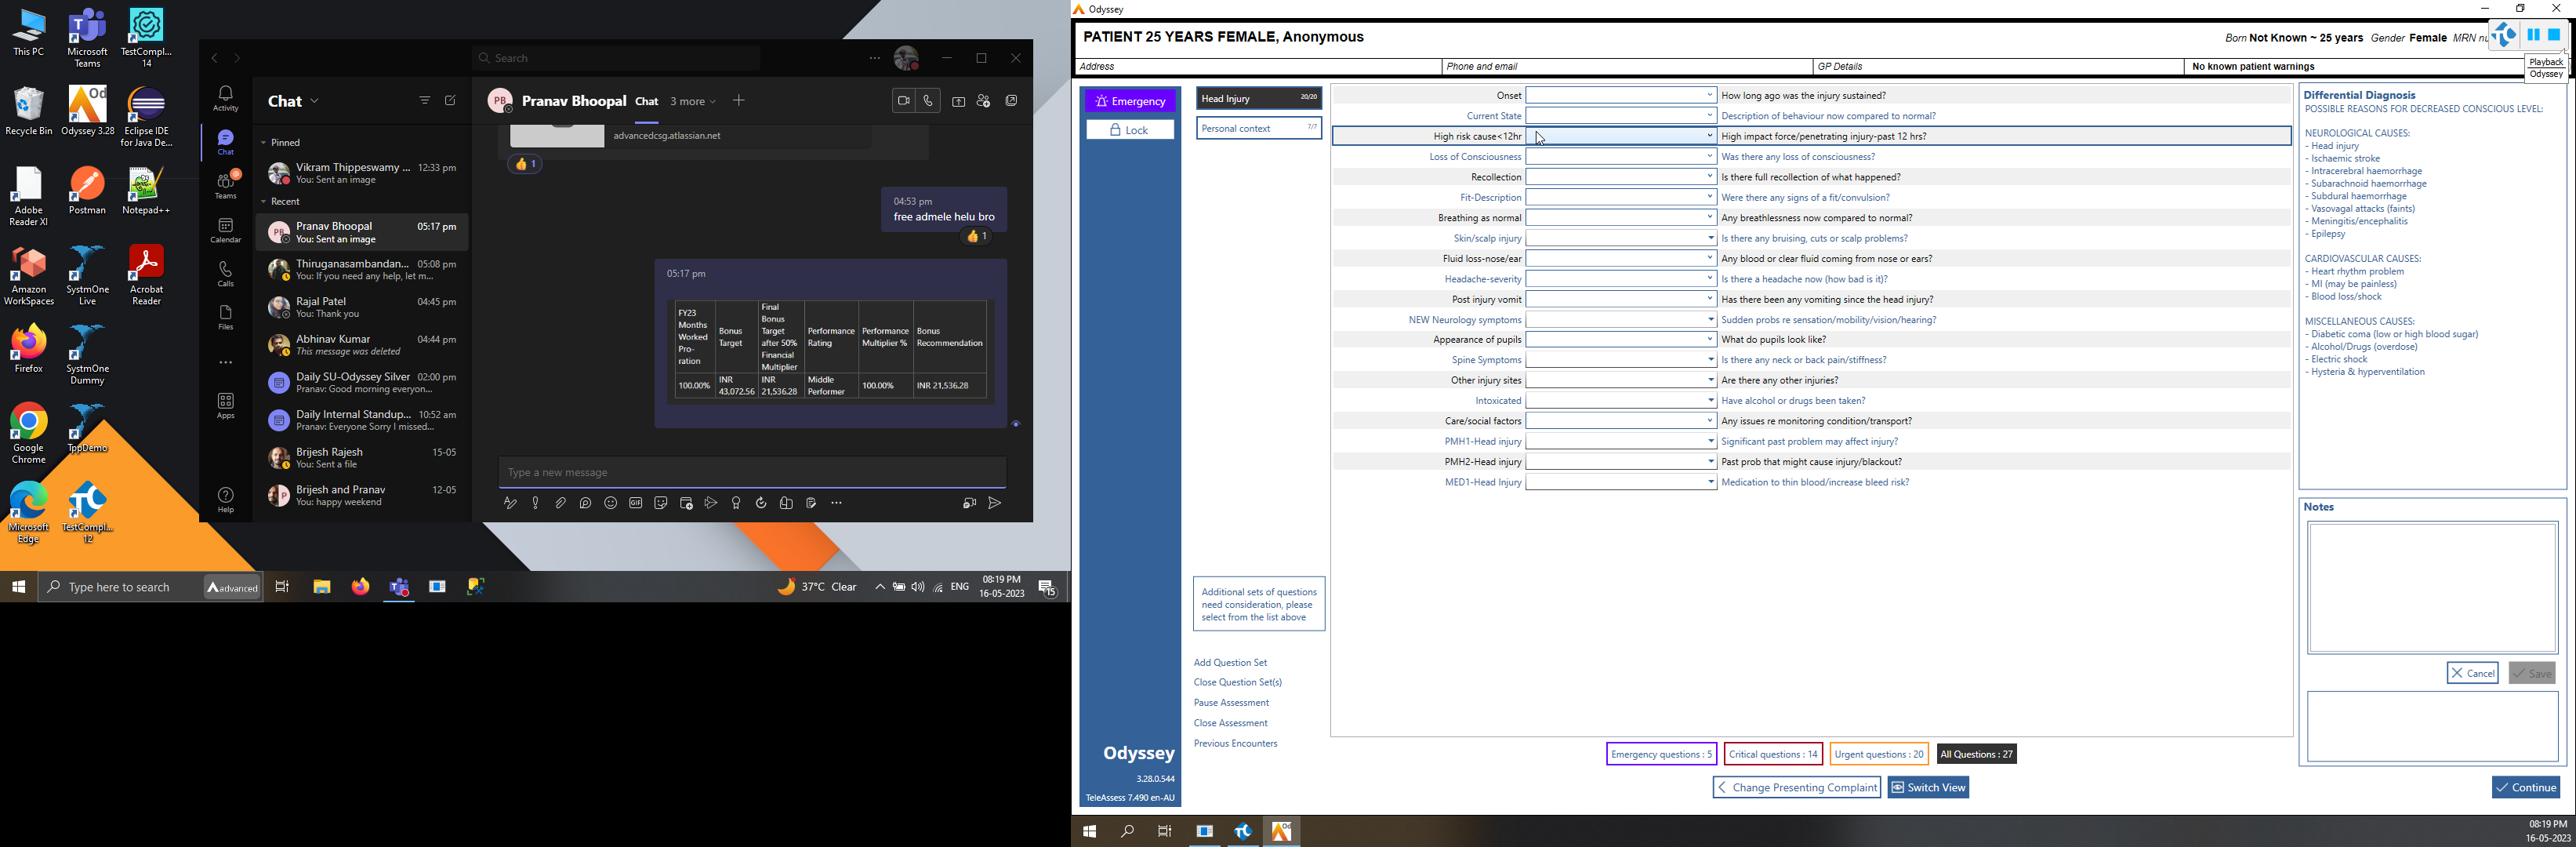 This PC
Microsoft
Teams
TestCompl...
14
Recycle Bin
Odyssey 3.28
Eclipse IDE
for Java De...
Adobe
Reader XI
Postman
Notepad++
Amazon
WorkSpaces
SystmOne
Live
Acrobat
Reader
Firefox
SystmOne
Dummy
Google
Chrome
TppDemo
Microsoft
Edge
TestCompl...
12
Search
Activity
Chat
Teams
Calendar
Calls
Files
Apps
Help
Chat
Pinned
Vikram Thippeswamy ... 12:33 pm
You: Sent an image
Recent
PB
Pranav Bhoopal 05:17 pm
You: Sent an image
Thiruganasambandan... 05:08 pm
You: If you need any help, let m...
Rajal Patel 04:45 pm
You: Thank you
Abhinav Kumar 04:44 pm
This message was deleted
Daily SU-Odyssey Silver 02:00 pm
Pranav: Good morning everyon...
Daily Internal Standup... 10:52 am
Pranav: Everyone Sorry I missed...
Brijesh Rajesh 15-05
You: Sent a file
Brijesh and Pranav 12-05
You: happy weekend
PB Pranav Bhoopal Chat 3 more
advancedcsg.atlassian.net
1
04:53 pm
free admele helu bro
1
05:17 pm
FY23 Months Worked Pro-ration
Bonus Target
Final Bonus Target after 50% Financial Multiplier
Performance Rating
Performance Multiplier %
Bonus Recommendation
100.00% INR 43,072.56 INR 21,536.28 Middle Performer 100.00% INR 21,536.28
Type a new message
GIF
Type here to search
advanced
37°C Clear
ENG
08:19 PM
16-05-2023
15
Odyssey
PATIENT 25 YEARS FEMALE, Anonymous
Born Not Known ~ 25 years Gender Female MRN nu
Playback
Odyssey
Address
Phone and email
GP Details
No known patient warnings
Emergency
Lock
Head Injury 20/20
Personal context 7/7
Onset How long ago was the injury sustained?
Current State Description of behaviour now compared to normal?
High risk cause<12hr High impact force/penetrating injury-past 12 hrs?
Loss of Consciousness Was there any loss of consciousness?
Recollection Is there full recollection of what happened?
Fit-Description Were there any signs of a fit/convulsion?
Breathing as normal Any breathlessness now compared to normal?
Skin/scalp injury Is there any bruising, cuts or scalp problems?
Fluid loss-nose/ear Any blood or clear fluid coming from nose or ears?
Headache-severity Is there a headache now (how bad is it)?
Post injury vomit Has there been any vomiting since the head injury?
NEW Neurology symptoms Sudden probs re sensation/mobility/vision/hearing?
Appearance of pupils What do pupils look like?
Spine Symptoms Is there any neck or back pain/stiffness?
Other injury sites Are there any other injuries?
Intoxicated Have alcohol or drugs been taken?
Care/social factors Any issues re monitoring condition/transport?
PMH1-Head injury Significant past problem may affect injury?
PMH2-Head injury Past prob that might cause injury/blackout?
MED1-Head Injury Medication to thin blood/increase bleed risk?
Additional sets of questions
need consideration, please
select from the list above
Add Question Set
Close Question Set(s)
Pause Assessment
Close Assessment
Previous Encounters
Odyssey
3.28.0.544
TeleAssess 7.490 en-AU
Emergency questions : 5
Critical questions : 14
Urgent questions : 20
All Questions : 27
Change Presenting Complaint
Switch View
Differential Diagnosis
POSSIBLE REASONS FOR DECREASED CONSCIOUS LEVEL:
NEUROLOGICAL CAUSES:
- Head injury
- Ischaemic stroke
- Intracerebral haemorrhage
- Subarachnoid haemorrhage
- Subdural haemorrhage
- Vasovagal attacks (faints)
- Meningitis/encephalitis
- Epilepsy
CARDIOVASCULAR CAUSES:
- Heart rhythm problem
- MI (may be painless)
- Blood loss/shock
MISCELLANEOUS CAUSES:
- Diabetic coma (low or high blood sugar)
- Alcohol/Drugs (overdose)
- Electric shock
- Hysteria & hyperventilation
Notes
Cancel
Save
Continue
08:19 PM
16-05-2023